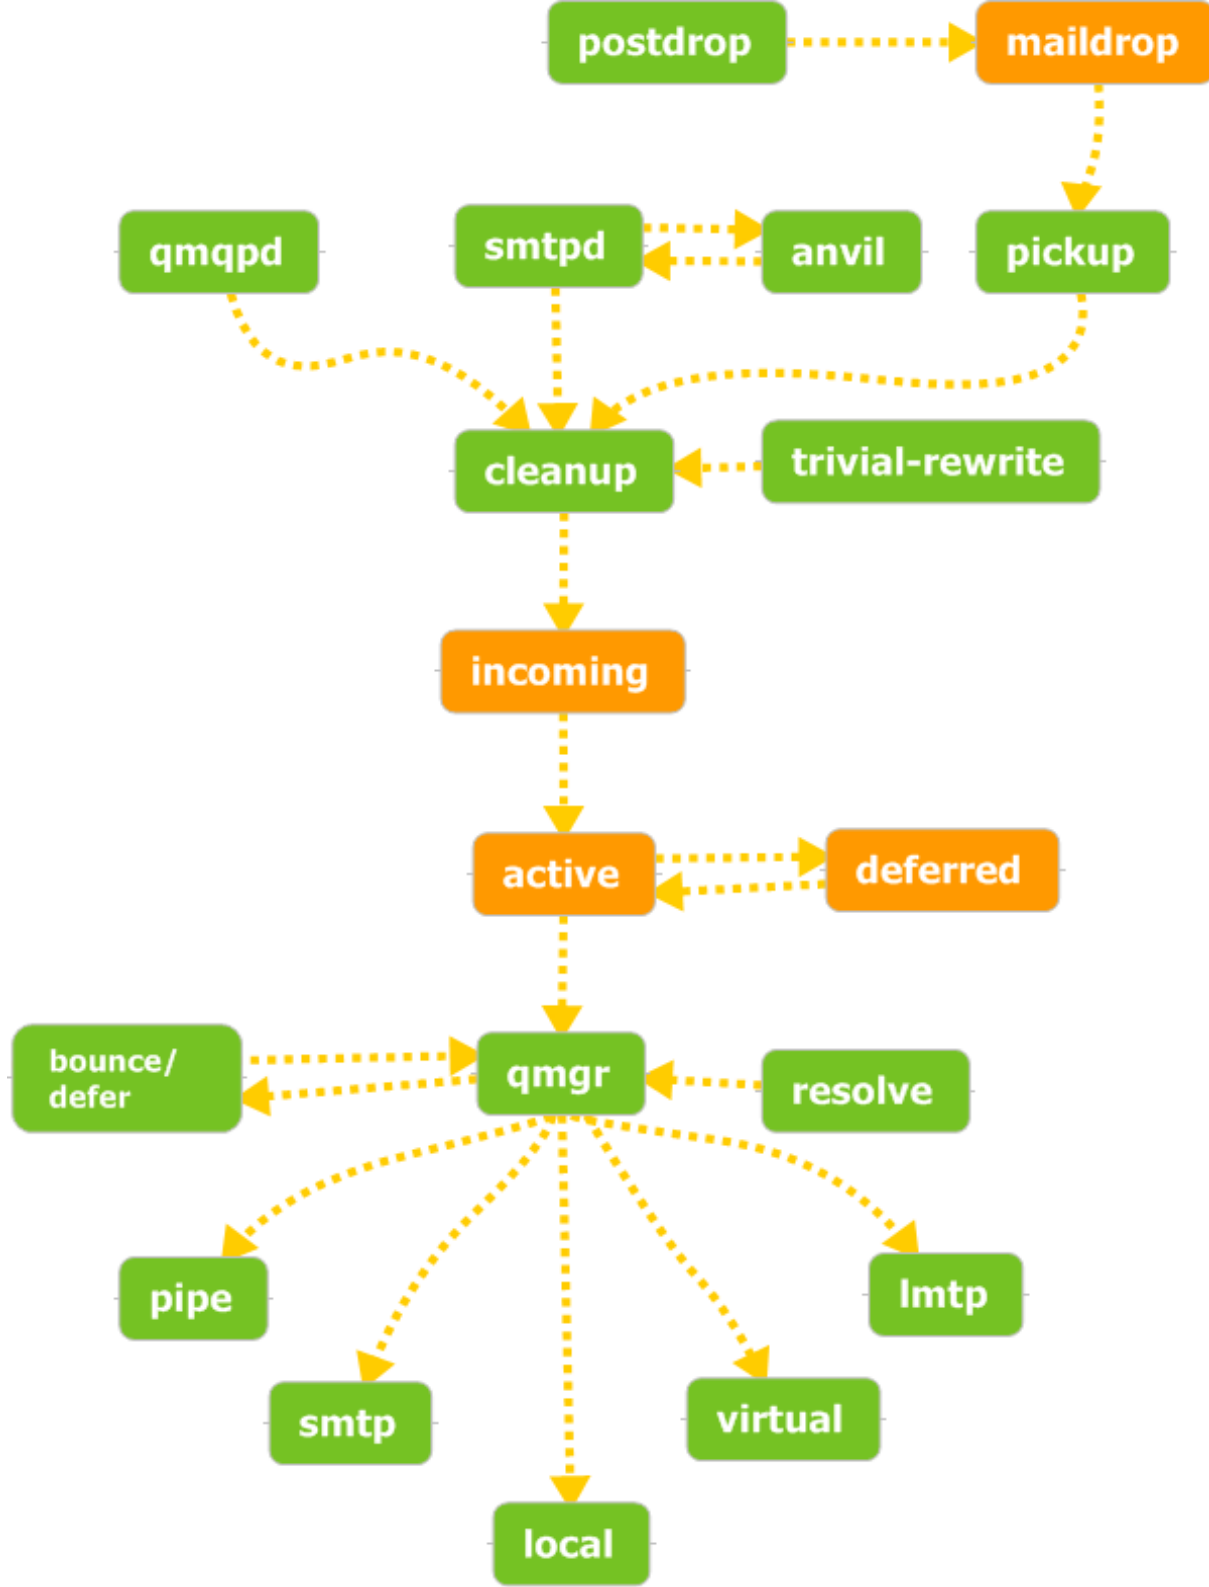 postdrop
maildrop
qmqpd
smtpd
anvil
pickup
cleanup
trivial-rewrite
incoming
active
deferred
bounce/
defer
qmgr
resolve
pipe
lmtp
smtp
virtual
local